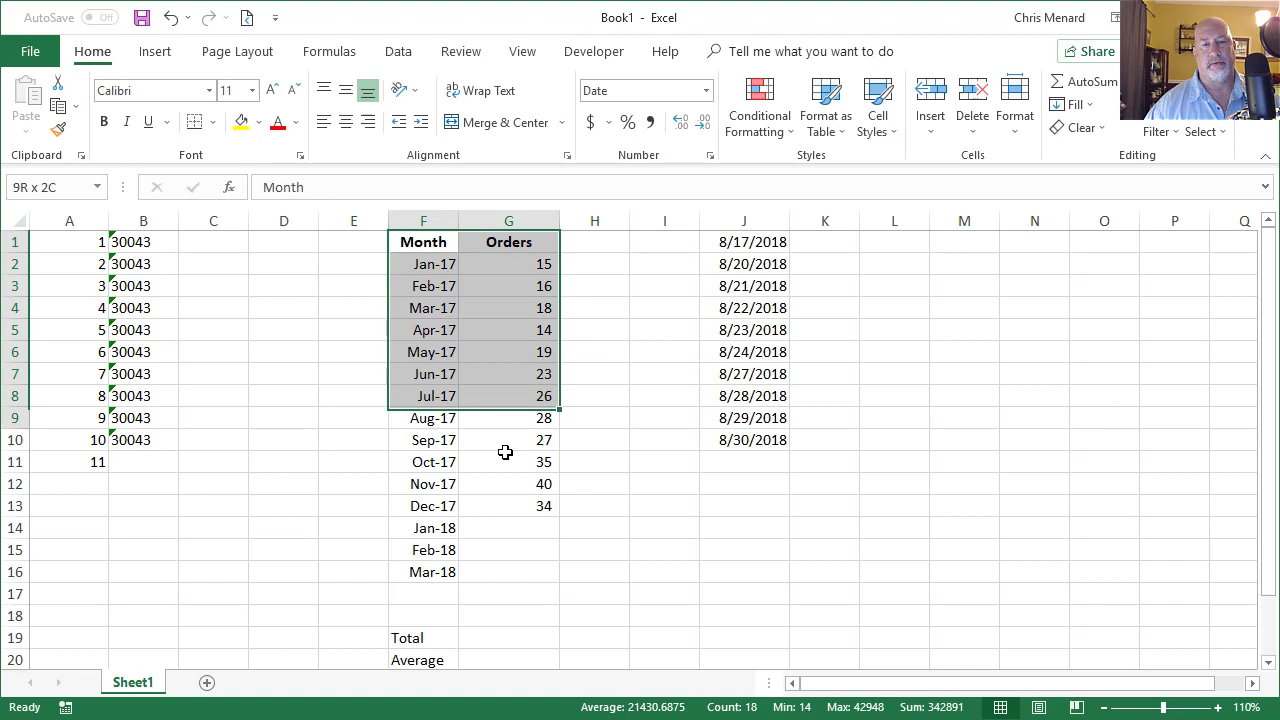 AutoSave Off Book1 - Excel Chris Menard
File Home Insert Page Layout Formulas Data Review View Developer Help Tell me what you want to do Share
Paste Calibri 11 Wrap Text Date Conditional Formatting Format as Table Cell Styles Insert Delete Format AutoSum
B I U A Merge & Center $ % Fill Clear Filter Select
Clipboard Font Alignment Number Styles Cells Editing
9R x 2C fx Month
A B C D E F G H I J K L M N O P Q
1 1 30043 Month Orders 8/17/2018
2 2 30043 Jan-17 15 8/20/2018
3 3 30043 Feb-17 16 8/21/2018
4 4 30043 Mar-17 18 8/22/2018
5 5 30043 Apr-17 14 8/23/2018
6 6 30043 May-17 19 8/24/2018
7 7 30043 Jun-17 23 8/27/2018
8 8 30043 Jul-17 26 8/28/2018
9 9 30043 Aug-17 28 8/29/2018
10 10 30043 Sep-17 27 8/30/2018
11 11 Oct-17 35
12 Nov-17 40
13 Dec-17 34
14 Jan-18
15 Feb-18
16 Mar-18
17
18
19 Total
20 Average
Sheet1
Ready Average: 21430.6875 Count: 18 Min: 14 Max: 42948 Sum: 342891 110%